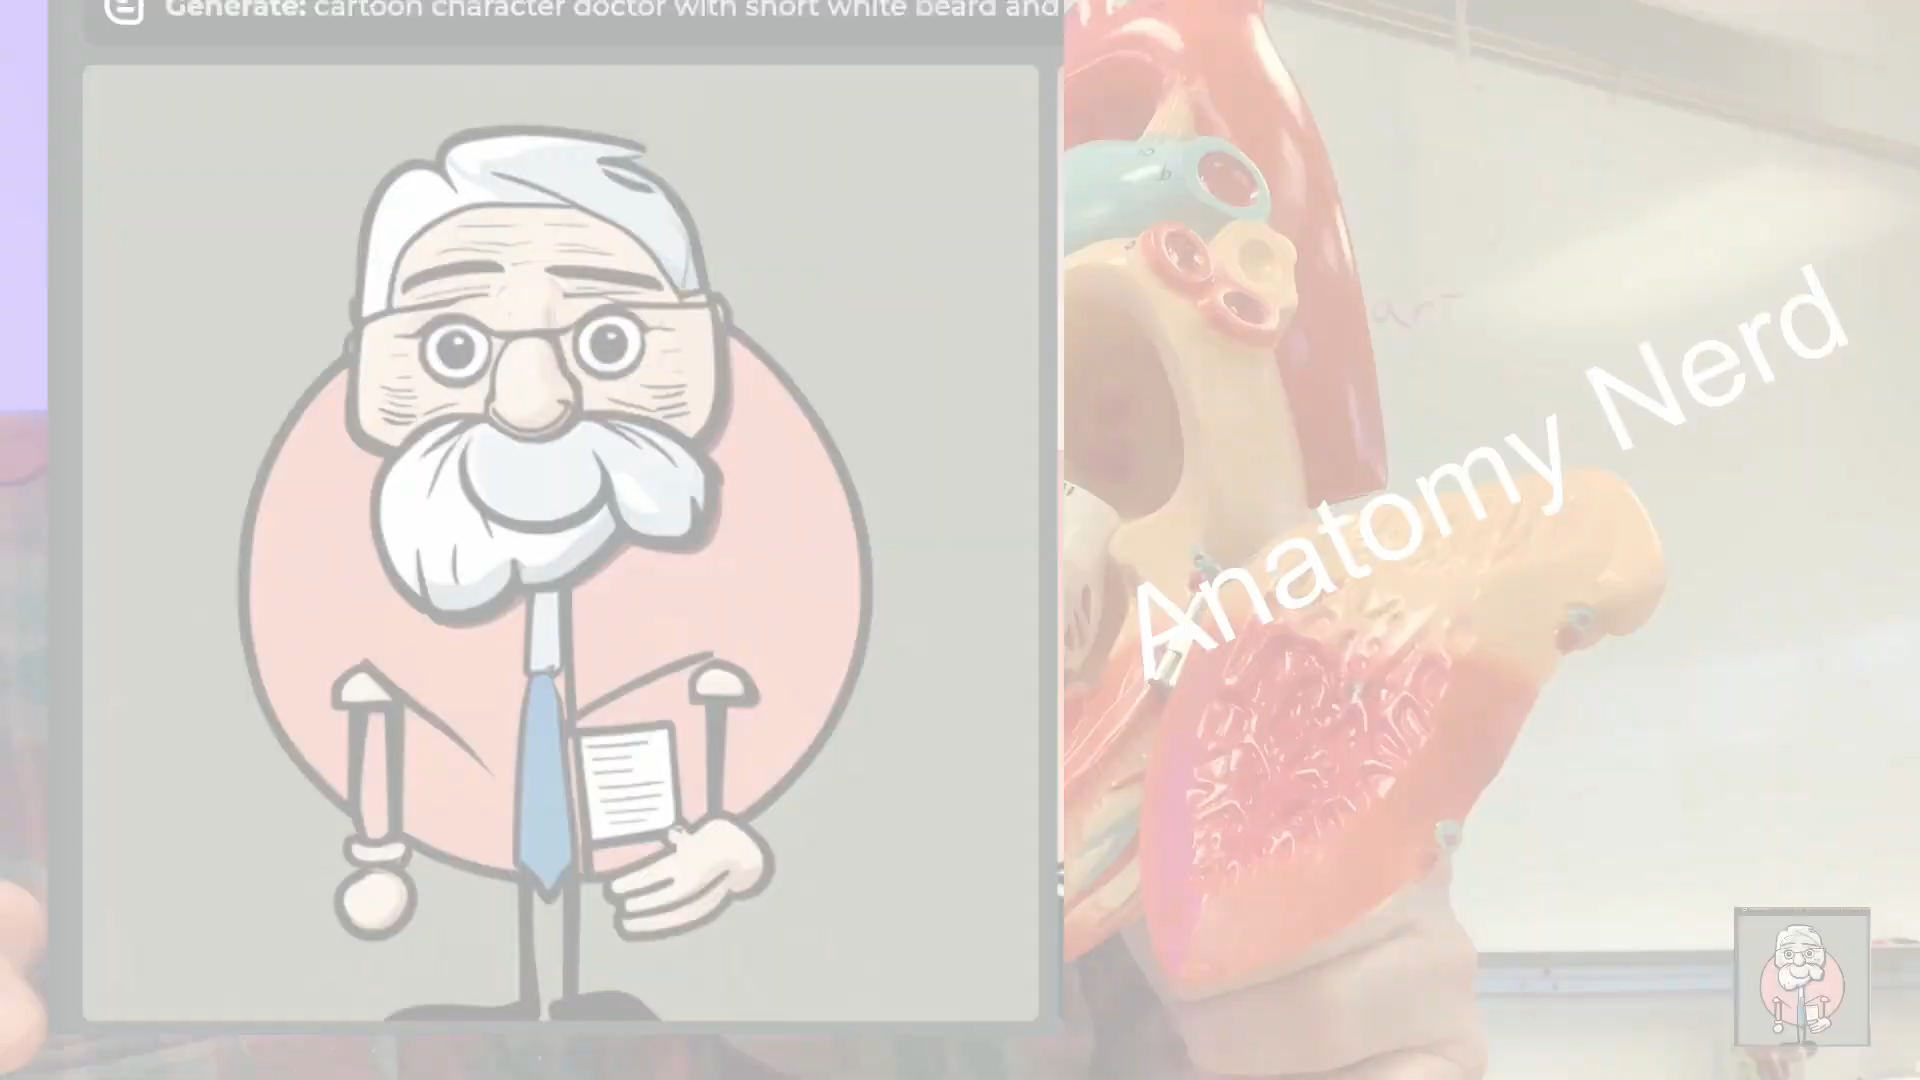 Generate: cartoon character doctor with short white beard and
Anatomy Nerd